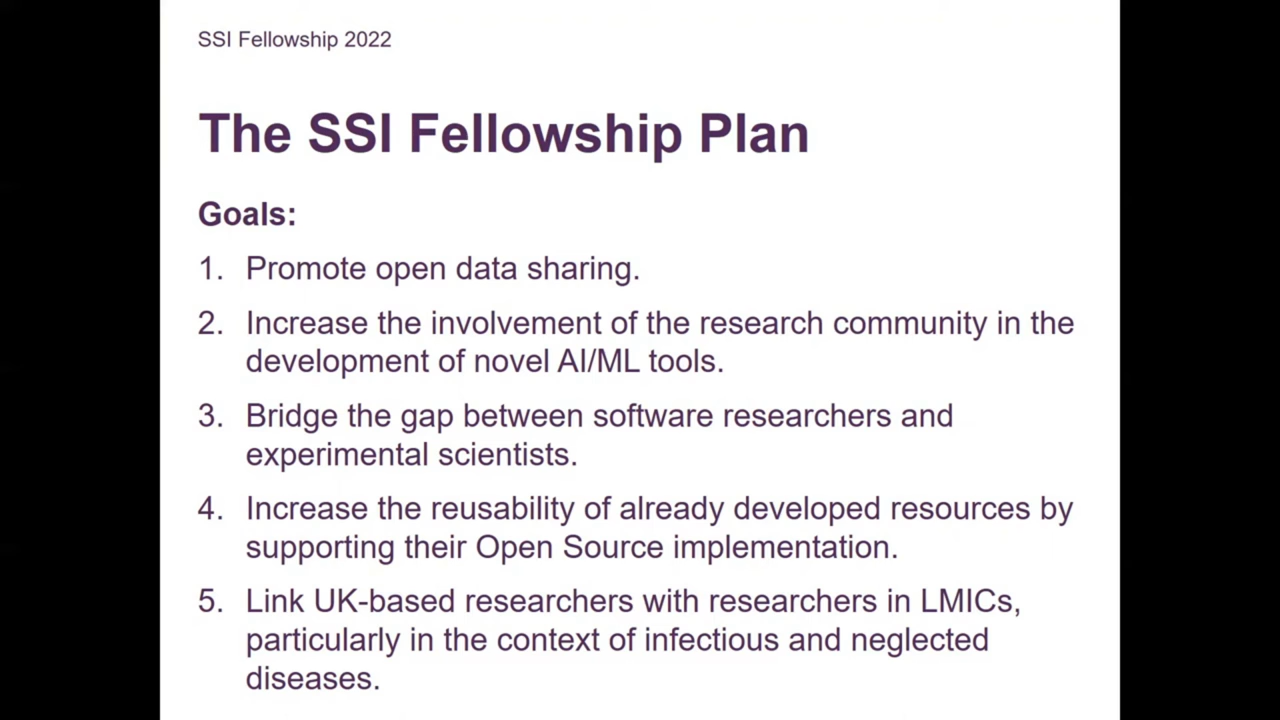 SSI Fellowship 2022
The SSI Fellowship Plan
Goals:
1. Promote open data sharing.
2. Increase the involvement of the research community in the
development of novel AI/ML tools.
3. Bridge the gap between software researchers and
experimental scientists.
4. Increase the reusability of already developed resources by
supporting their Open Source implementation.
5. Link UK-based researchers with researchers in LMICs,
particularly in the context of infectious and neglected
diseases.